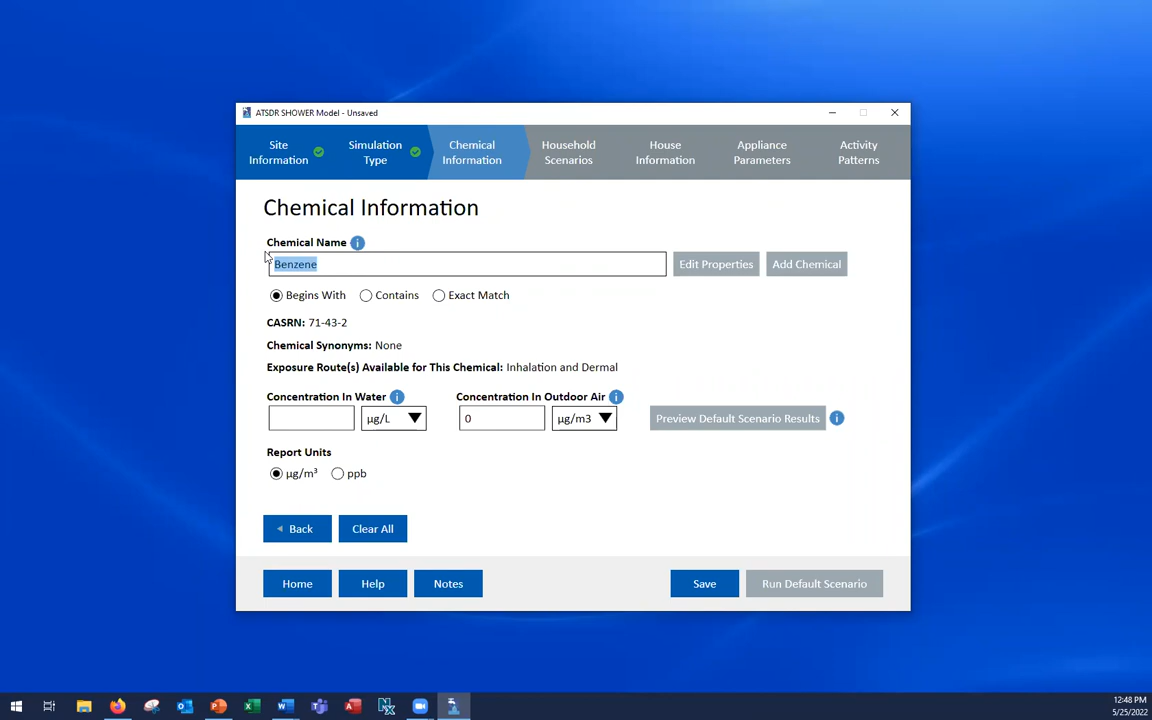 ATSDR SHOWER Model - Unsaved
Site Information
Simulation Type
Chemical Information
Household Scenarios
House Information
Appliance Parameters
Activity Patterns
Chemical Information
Chemical Name
Benzene
Edit Properties
Add Chemical
Begins With
Contains
Exact Match
CASRN: 71-43-2
Chemical Synonyms: None
Exposure Route(s) Available for This Chemical: Inhalation and Dermal
Concentration In Water
Concentration In Outdoor Air
µg/L
0
µg/m3
Preview Default Scenario Results
Report Units
µg/m³
ppb
Back
Clear All
Home
Help
Notes
Save
Run Default Scenario
12:48 PM
5/25/2022